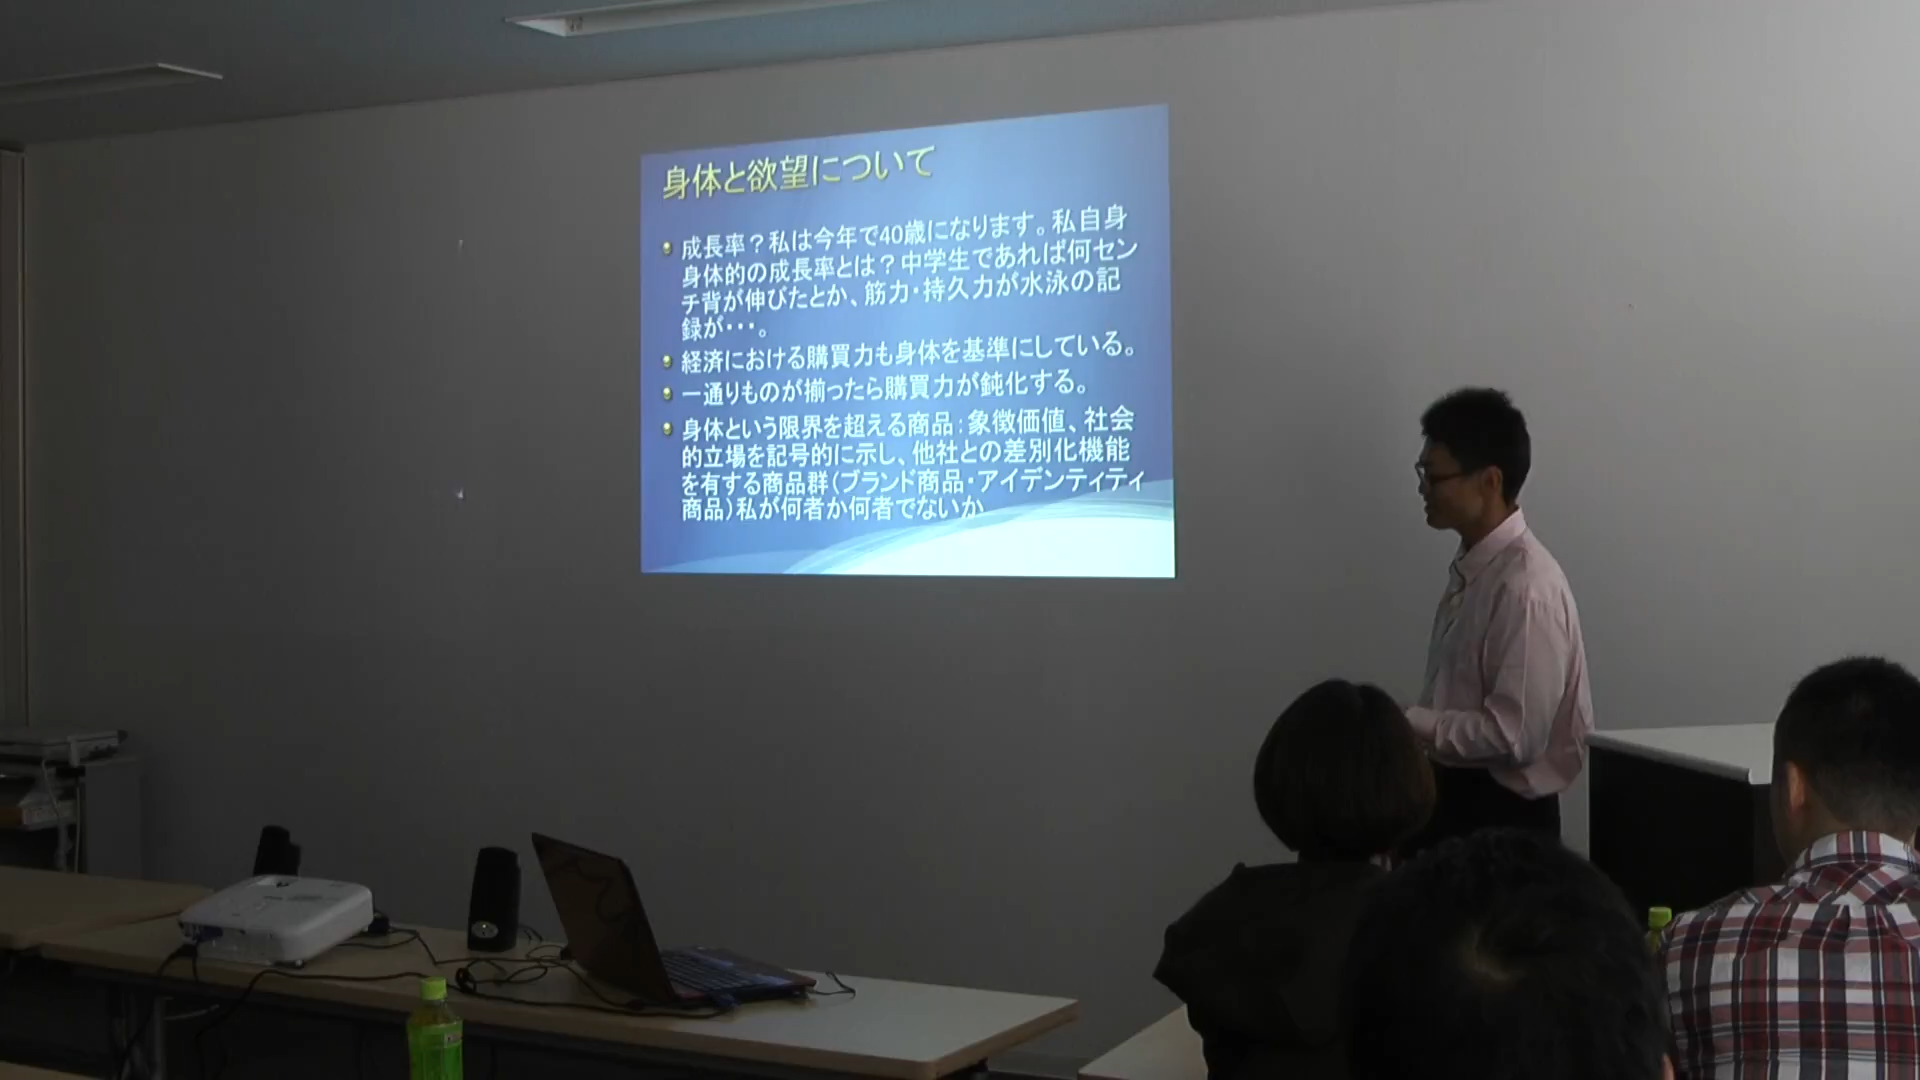 身体と欲望について
成長率?私は今年で40歳になります。私自身
身体的の成長率とは?中学生であれば何セン
チ背が伸びたとか、筋力・持久力が水泳の記
録が・・・。
経済における購買力も身体を基準にしている。
一通りものが揃ったら購買力が鈍化する。
身体という限界を超える商品:象徴価値、社会
的立場を記号的に示し、他社との差別化機能
を有する商品群(ブランド商品・アイデンティティ
商品)私が何者か何者でないか